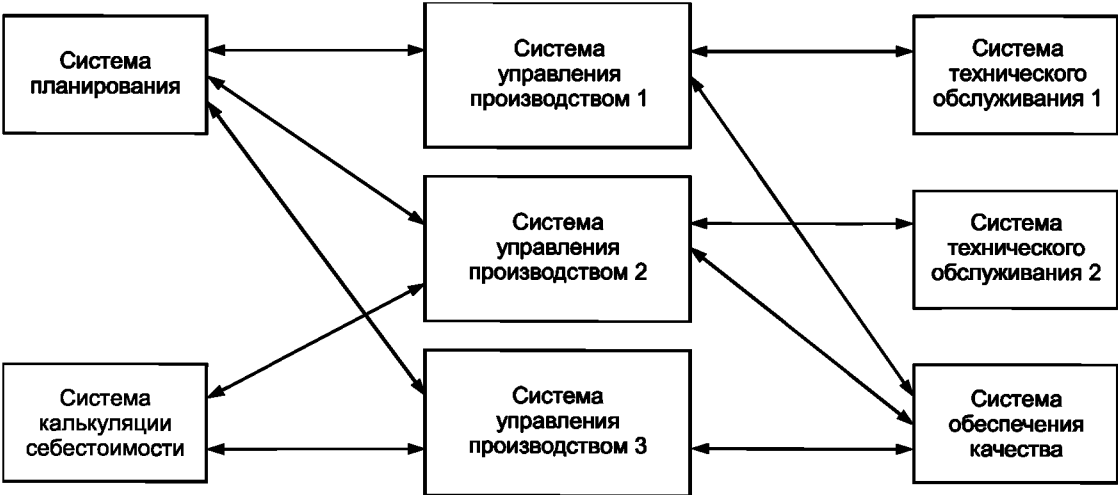 Система
планирования
Система
управления
производством 1
Система
технического
обслуживания 1
Система
управления
производством 2
Система
технического
обслуживания 2
Система
калькуляции
себестоимости
Система
управления
производством 3
Система
обеспечения
качества